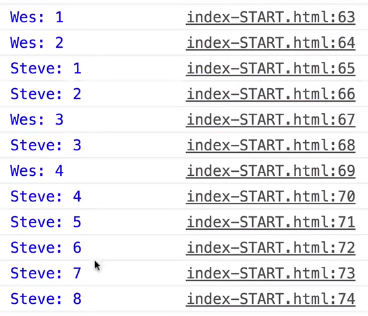 Wes: 1 index-START.html:63
Wes: 2 index-START.html:64
Steve: 1 index-START.html:65
Steve: 2 index-START.html:66
Wes: 3 index-START.html:67
Steve: 3 index-START.html:68
Wes: 4 index-START.html:69
Steve: 4 index-START.html:70
Steve: 5 index-START.html:71
Steve: 6 index-START.html:72
Steve: 7 index-START.html:73
Steve: 8 index-START.html:74